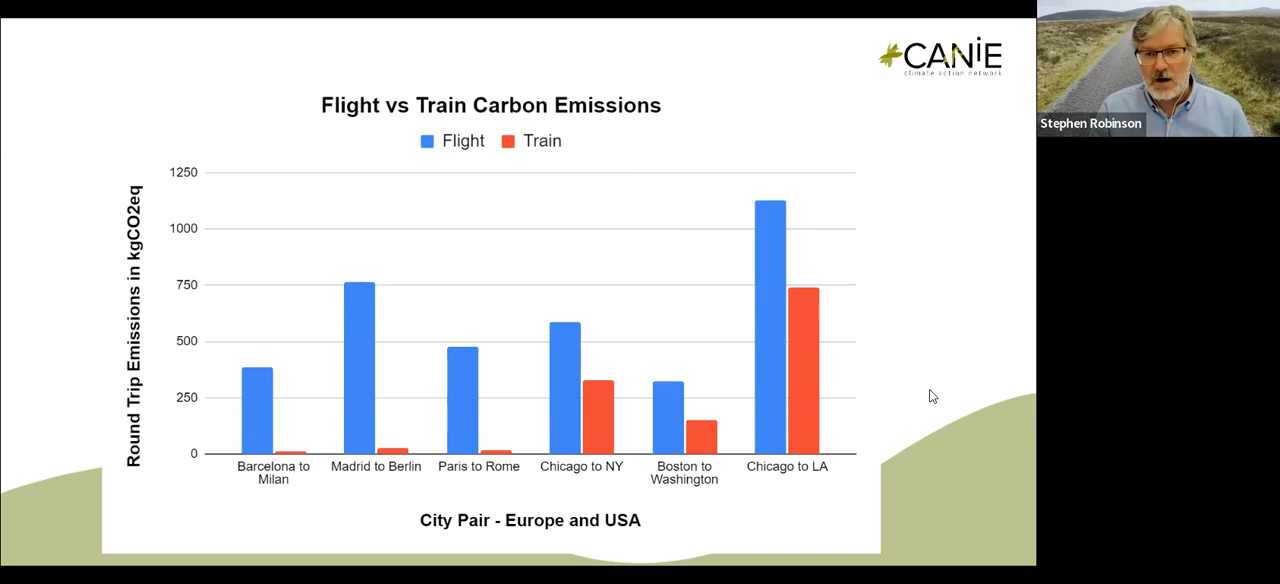 CANiE
climate action network
Stephen Robinson
Flight vs Train Carbon Emissions
Flight
Train
Round Trip Emissions in kgCO2eq
1250
1000
750
500
250
0
Barcelona to
Milan
Madrid to Berlin
Paris to Rome
Chicago to NY
Boston to
Washington
Chicago to LA
City Pair - Europe and USA